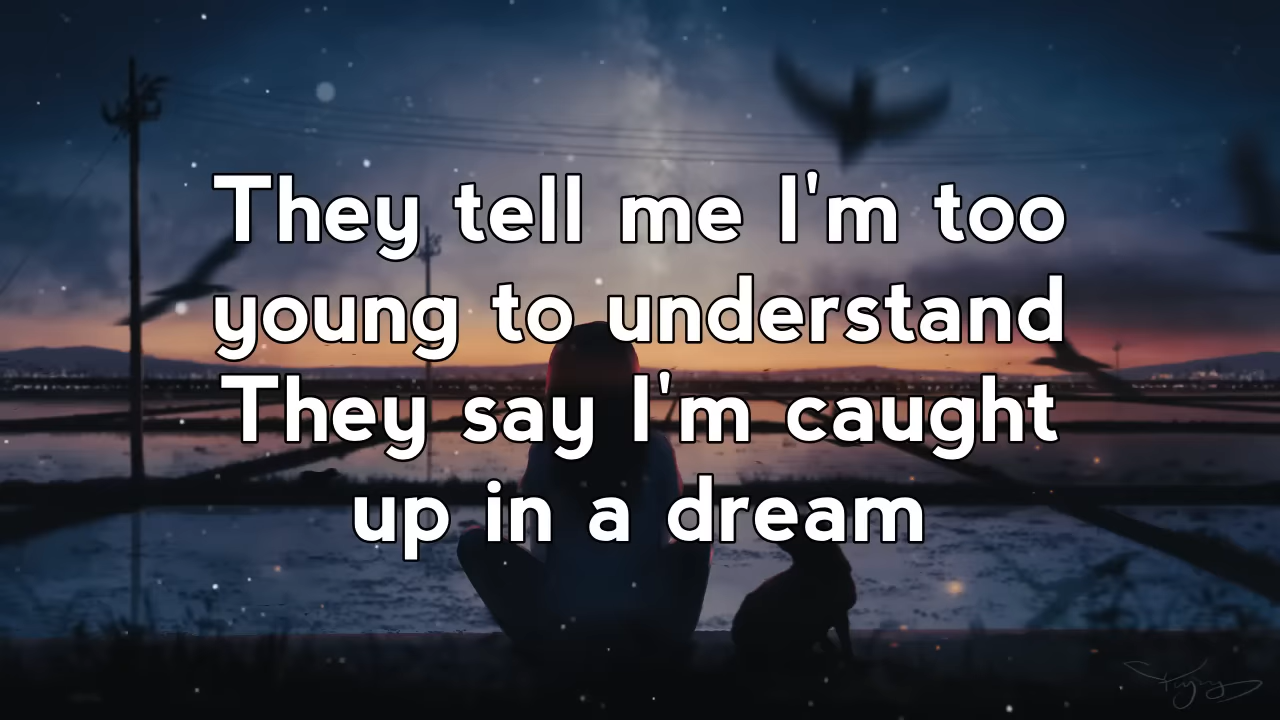 They tell me I'm too
young to understand
They say I'm caught
up in a dream